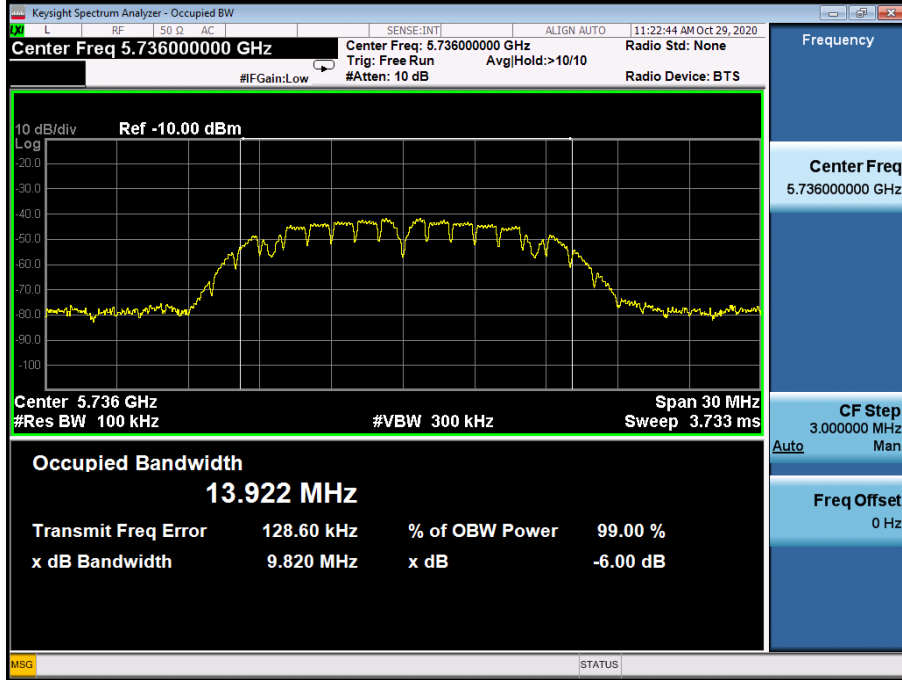 Keysight Spectrum Analyzer - Occupied BW
LXI L RF 50 Ω AC SENSE:INT ALIGN AUTO 11:22:44 AM Oct 29, 2020
Center Freq 5.736000000 GHz
#IFGain:Low
Center Freq: 5.736000000 GHz
Trig: Free Run Avg|Hold:>10/10
#Atten: 10 dB
Radio Std: None
Radio Device: BTS
10 dB/div Ref -10.00 dBm
Log
-20.0
-30.0
-40.0
-50.0
-60.0
-70.0
-80.0
-90.0
-100
Center 5.736 GHz Span 30 MHz
#Res BW 100 kHz #VBW 300 kHz Sweep 3.733 ms
Occupied Bandwidth
13.922 MHz
Transmit Freq Error 128.60 kHz % of OBW Power 99.00 %
x dB Bandwidth 9.820 MHz x dB -6.00 dB
MSG STATUS
Frequency
Center Freq
5.736000000 GHz
CF Step
3.000000 MHz
Auto Man
Freq Offset
0 Hz